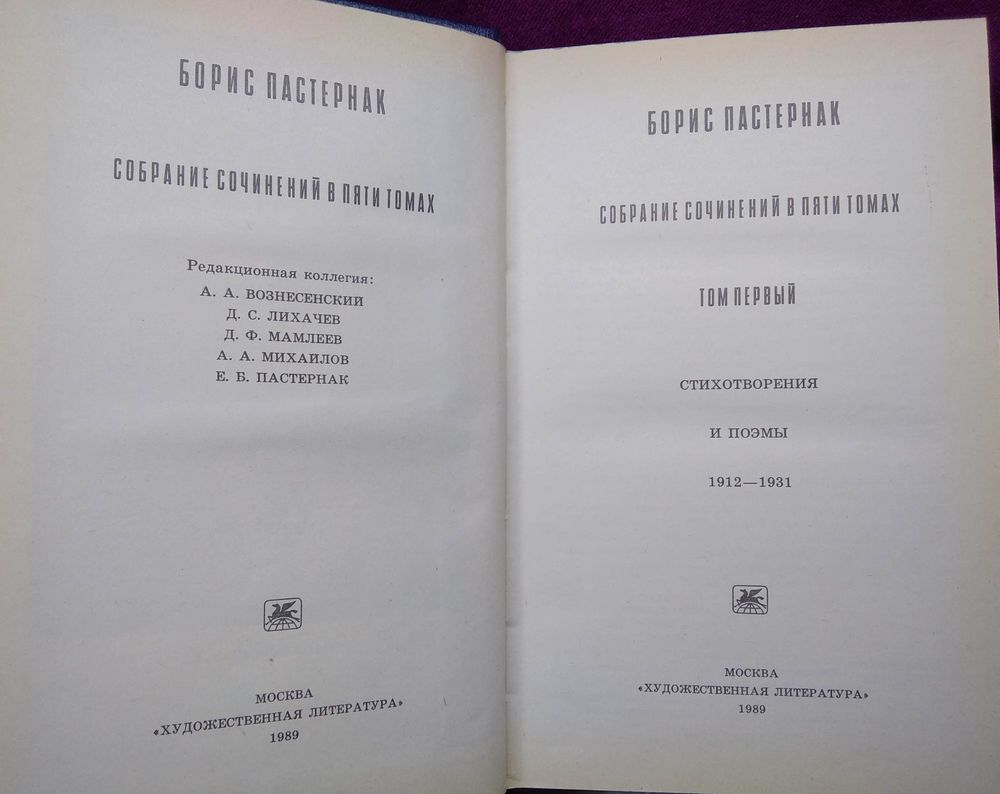 БОРИС ПАСТЕРНАК
СОБРАНИЕ СОЧИНЕНИЙ В ПЯТИ ТОМАХ
Редакционная коллегия:
А. А. ВОЗНЕСЕНСКИЙ
Д. С. ЛИХАЧЕВ
Д. Ф. МАМЛЕЕВ
А. А. МИХАЙЛОВ
Е. Б. ПАСТЕРНАК
МОСКВА
«ХУДОЖЕСТВЕННАЯ ЛИТЕРАТУРА»
1989
БОРИС ПАСТЕРНАК
СОБРАНИЕ СОЧИНЕНИЙ В ПЯТИ ТОМАХ
ТОМ ПЕРВЫЙ
СТИХОТВОРЕНИЯ
И ПОЭМЫ
1912—1931
МОСКВА
«ХУДОЖЕСТВЕННАЯ ЛИТЕРАТУРА»
1989